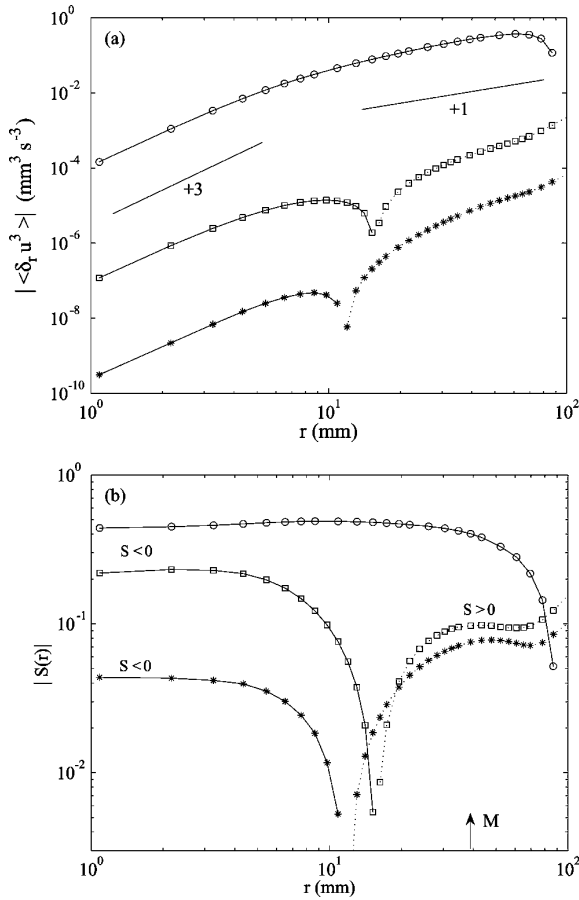 (a)
10^0
10^-2
10^-4
10^-6
10^-8
10^-10
| <δ_r u^3 > | (mm^3 s^-3)
+1
+3
10^0 10^1 10^2
r (mm)
(b)
10^0
10^-1
10^-2
| S(r)|
S < 0
S > 0
S < 0
M
10^0 10^1 10^2
r (mm)